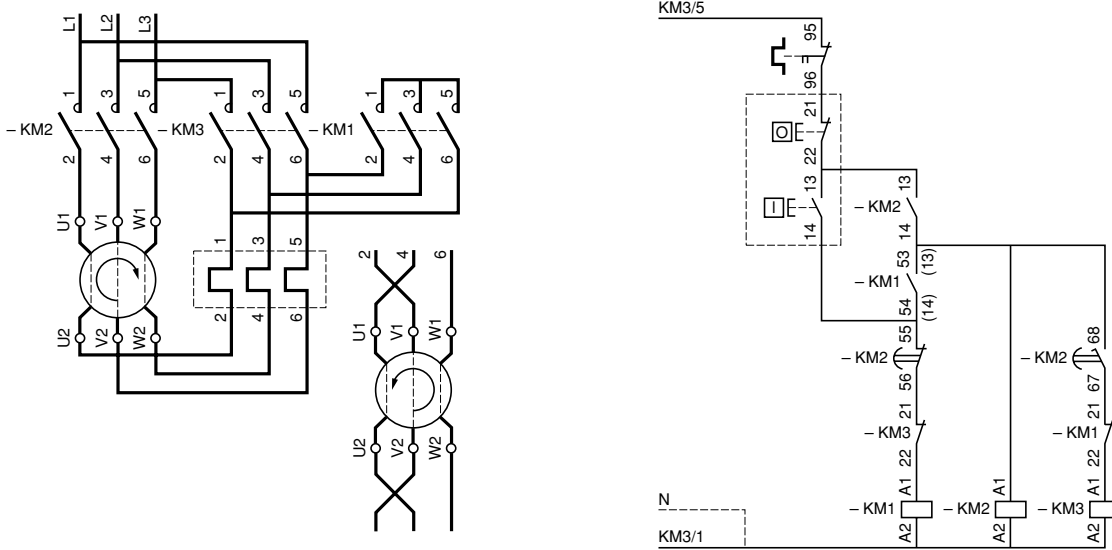 L1 L2 L3
1 3 5 1 3 5 1 3 5
– KM2 – KM3 – KM1
2 4 6 2 4 6 2 4 6
U1 V1 W1
1 3 5
2 4 6
U2 V2 W2
2 4 6
U1 V1 W1
U2 V2 W2
KM3/5
95
96
21
O
22
13
I
14
13
– KM2
14
53 (13)
– KM1
54 (14)
55
– KM2
56
68
– KM2
67
21
– KM3
22
21
– KM1
22
A1 A1 A1
– KM1 – KM2 – KM3
A2 A2 A2
N
KM3/1